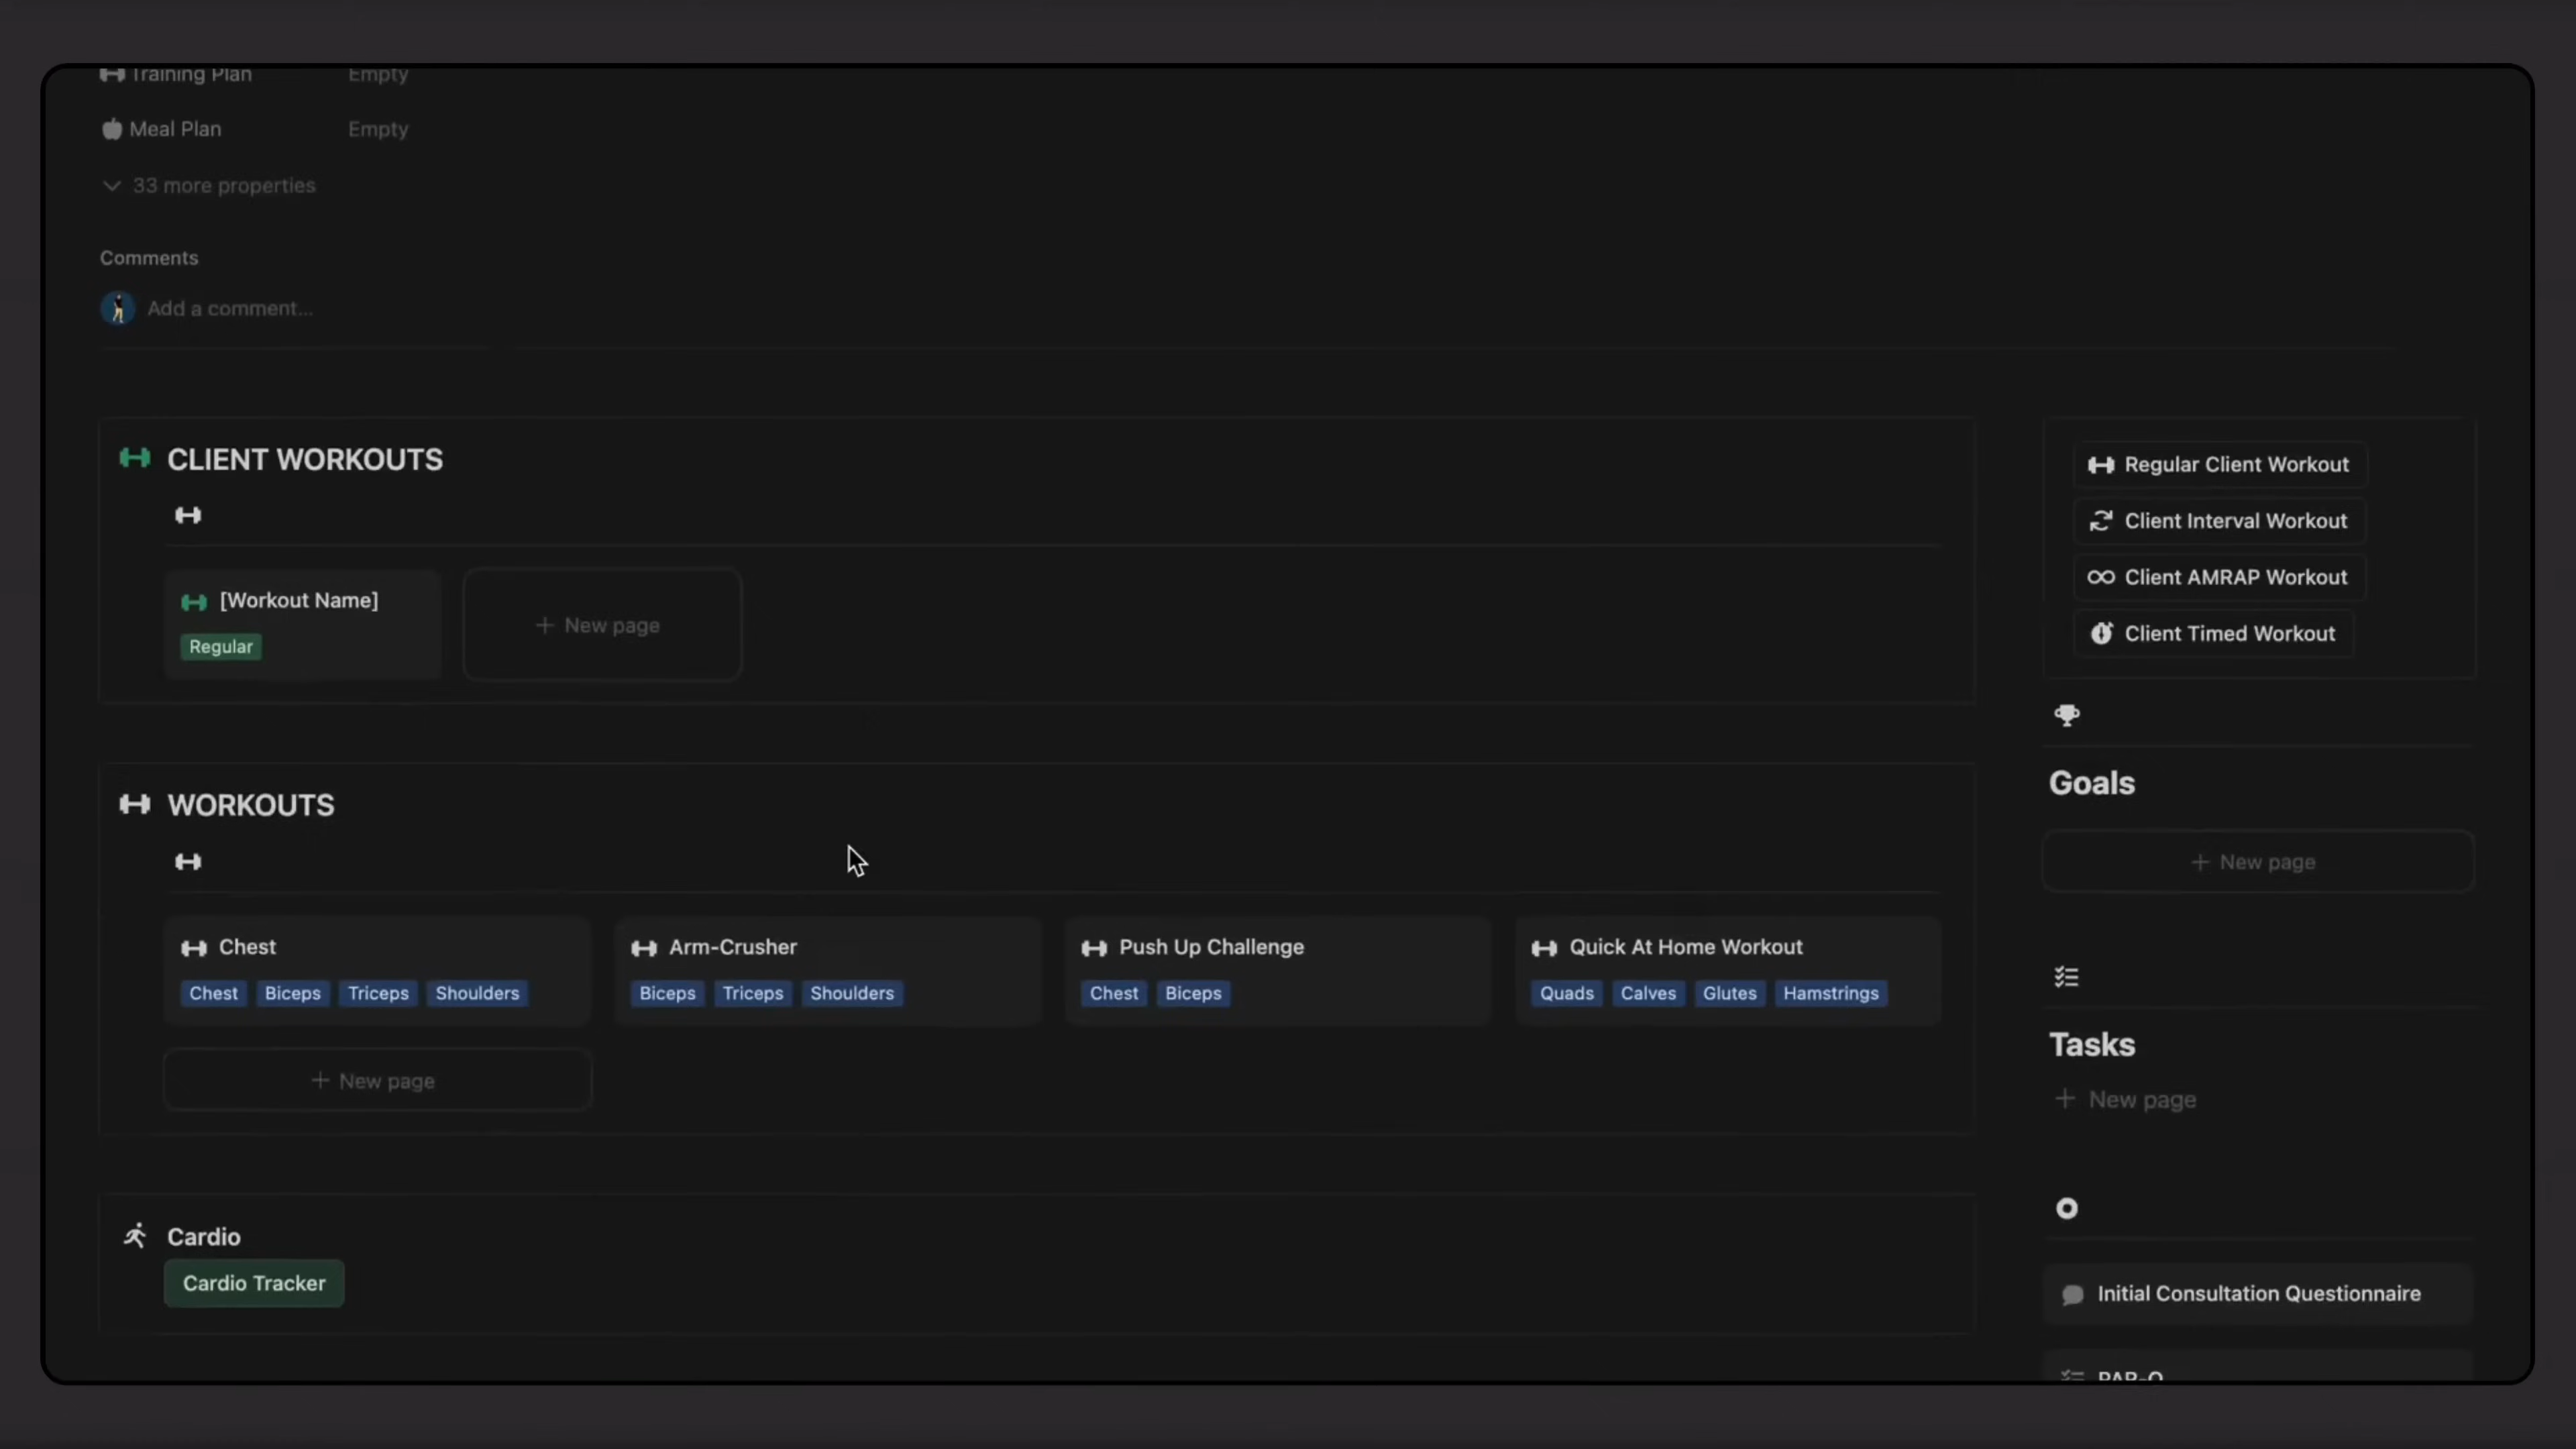 Training Plan Empty
Meal Plan Empty
33 more properties
Comments
Add a comment...
CLIENT WORKOUTS
[Workout Name]
Regular
+ New page
WORKOUTS
Chest
Chest Biceps Triceps Shoulders
Arm-Crusher
Biceps Triceps Shoulders
Push Up Challenge
Chest Biceps
Quick At Home Workout
Quads Calves Glutes Hamstrings
+ New page
Cardio
Cardio Tracker
Regular Client Workout
Client Interval Workout
Client AMRAP Workout
Client Timed Workout
Goals
+ New page
Tasks
+ New page
Initial Consultation Questionnaire
PAR-Q